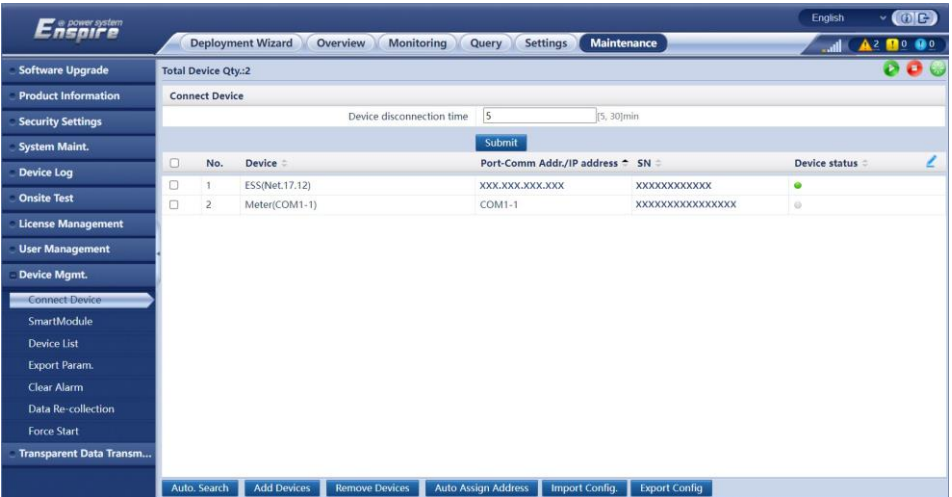 e power system
Enspire
English
Deployment Wizard Overview Monitoring Query Settings Maintenance
2 0 0
Software Upgrade
Product Information
Security Settings
System Maint.
Device Log
Onsite Test
License Management
User Management
Device Mgmt.
Connect Device
SmartModule
Device List
Export Param.
Clear Alarm
Data Re-collection
Force Start
Transparent Data Transm...
Total Device Qty.:2
Connect Device
Device disconnection time 5 [5, 30]min
Submit
No. Device Port-Comm Addr./IP address SN Device status
1 ESS(Net.17.12) XXX.XXX.XXX.XXX XXXXXXXXXXXX
2 Meter(COM1-1) COM1-1 XXXXXXXXXXXXXXXX
Auto. Search Add Devices Remove Devices Auto Assign Address Import Config. Export Config